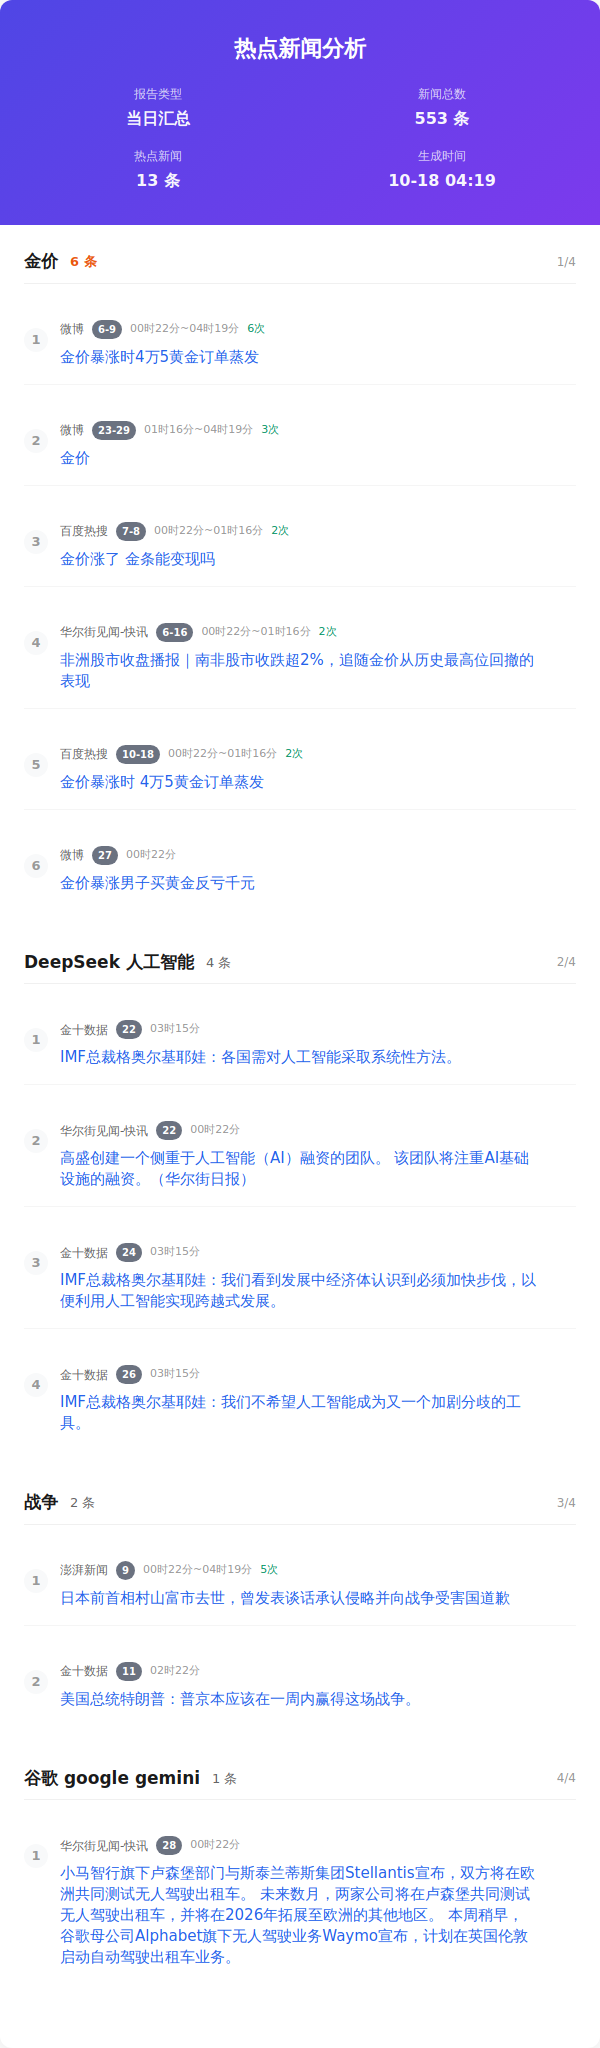 热点新闻分析
报告类型
当日汇总
新闻总数
553 条
热点新闻
13 条
生成时间
10-18 04:19
金价 6 条 1/4
1 微博 6-9 00时22分~04时19分 6次
金价暴涨时4万5黄金订单蒸发
2 微博 23-29 01时16分~04时19分 3次
金价
3 百度热搜 7-8 00时22分~01时16分 2次
金价涨了 金条能变现吗
4 华尔街见闻-快讯 6-16 00时22分~01时16分 2次
非洲股市收盘播报｜南非股市收跌超2%，追随金价从历史最高位回撤的
表现
5 百度热搜 10-18 00时22分~01时16分 2次
金价暴涨时 4万5黄金订单蒸发
6 微博 27 00时22分
金价暴涨男子买黄金反亏千元
DeepSeek 人工智能 4 条 2/4
1 金十数据 22 03时15分
IMF总裁格奥尔基耶娃：各国需对人工智能采取系统性方法。
2 华尔街见闻-快讯 22 00时22分
高盛创建一个侧重于人工智能（AI）融资的团队。 该团队将注重AI基础
设施的融资。（华尔街日报）
3 金十数据 24 03时15分
IMF总裁格奥尔基耶娃：我们看到发展中经济体认识到必须加快步伐，以
便利用人工智能实现跨越式发展。
4 金十数据 26 03时15分
IMF总裁格奥尔基耶娃：我们不希望人工智能成为又一个加剧分歧的工
具。
战争 2 条 3/4
1 澎湃新闻 9 00时22分~04时19分 5次
日本前首相村山富市去世，曾发表谈话承认侵略并向战争受害国道歉
2 金十数据 11 02时22分
美国总统特朗普：普京本应该在一周内赢得这场战争。
谷歌 google gemini 1 条 4/4
1 华尔街见闻-快讯 28 00时22分
小马智行旗下卢森堡部门与斯泰兰蒂斯集团Stellantis宣布，双方将在欧
洲共同测试无人驾驶出租车。 未来数月，两家公司将在卢森堡共同测试
无人驾驶出租车，并将在2026年拓展至欧洲的其他地区。 本周稍早，
谷歌母公司Alphabet旗下无人驾驶业务Waymo宣布，计划在英国伦敦
启动自动驾驶出租车业务。